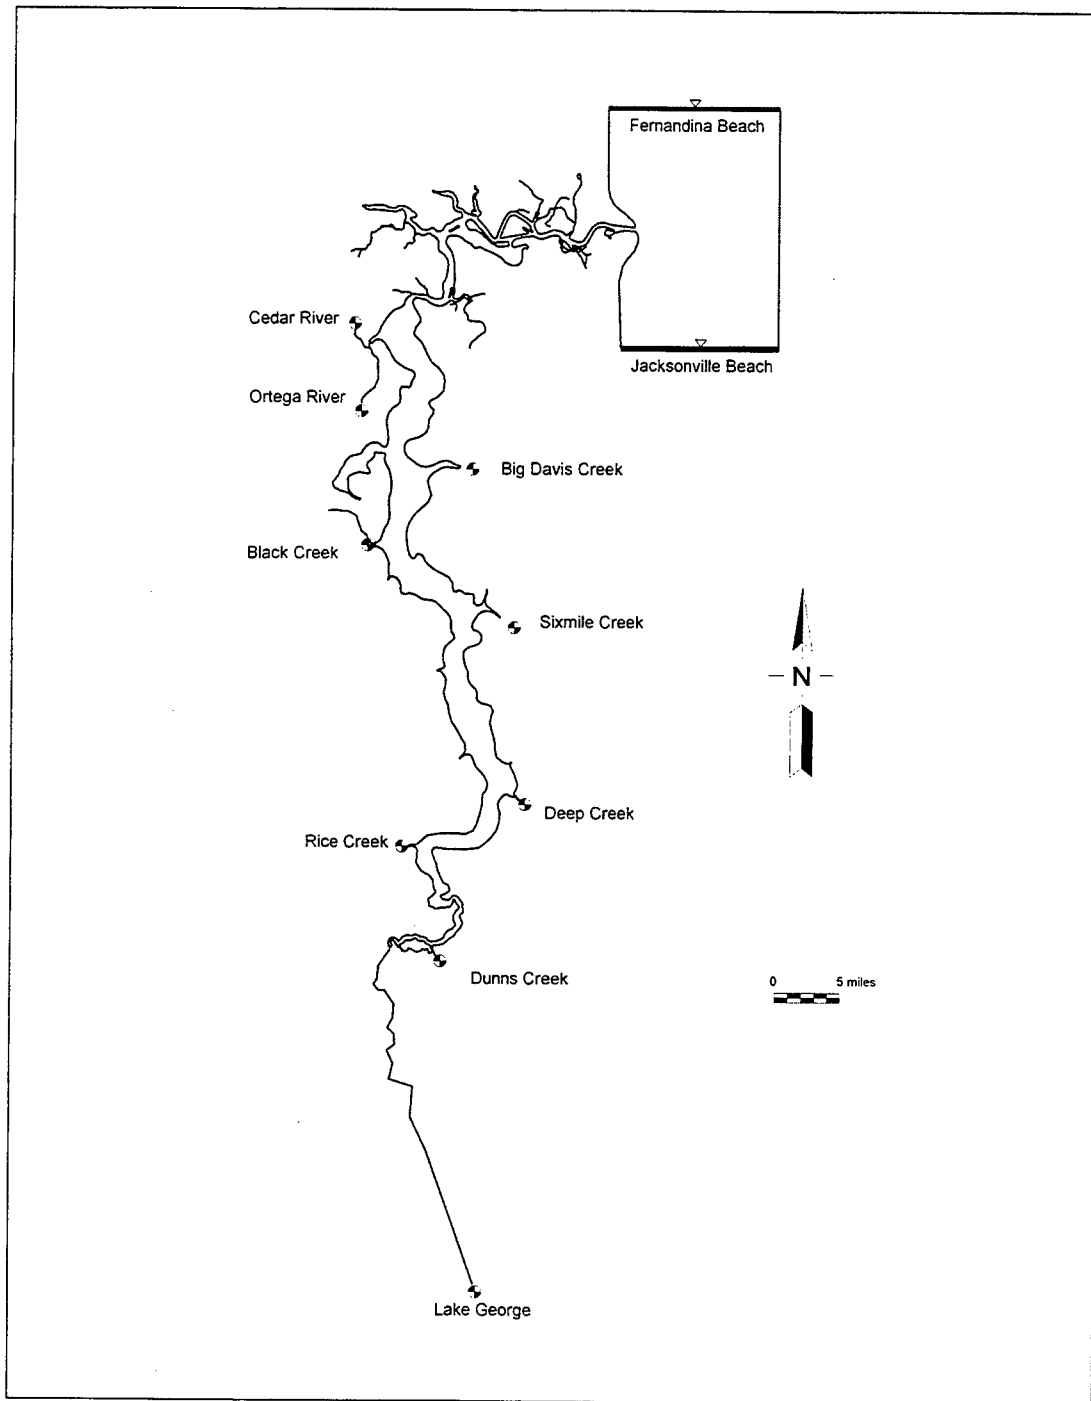 Fernandina Beach
Cedar River
Jacksonville Beach
Ortega River
Big Davis Creek
Black Creek
Sixmile Creek
N
Deep Creek
Rice Creek
Dunns Creek
0 5 miles
Lake George